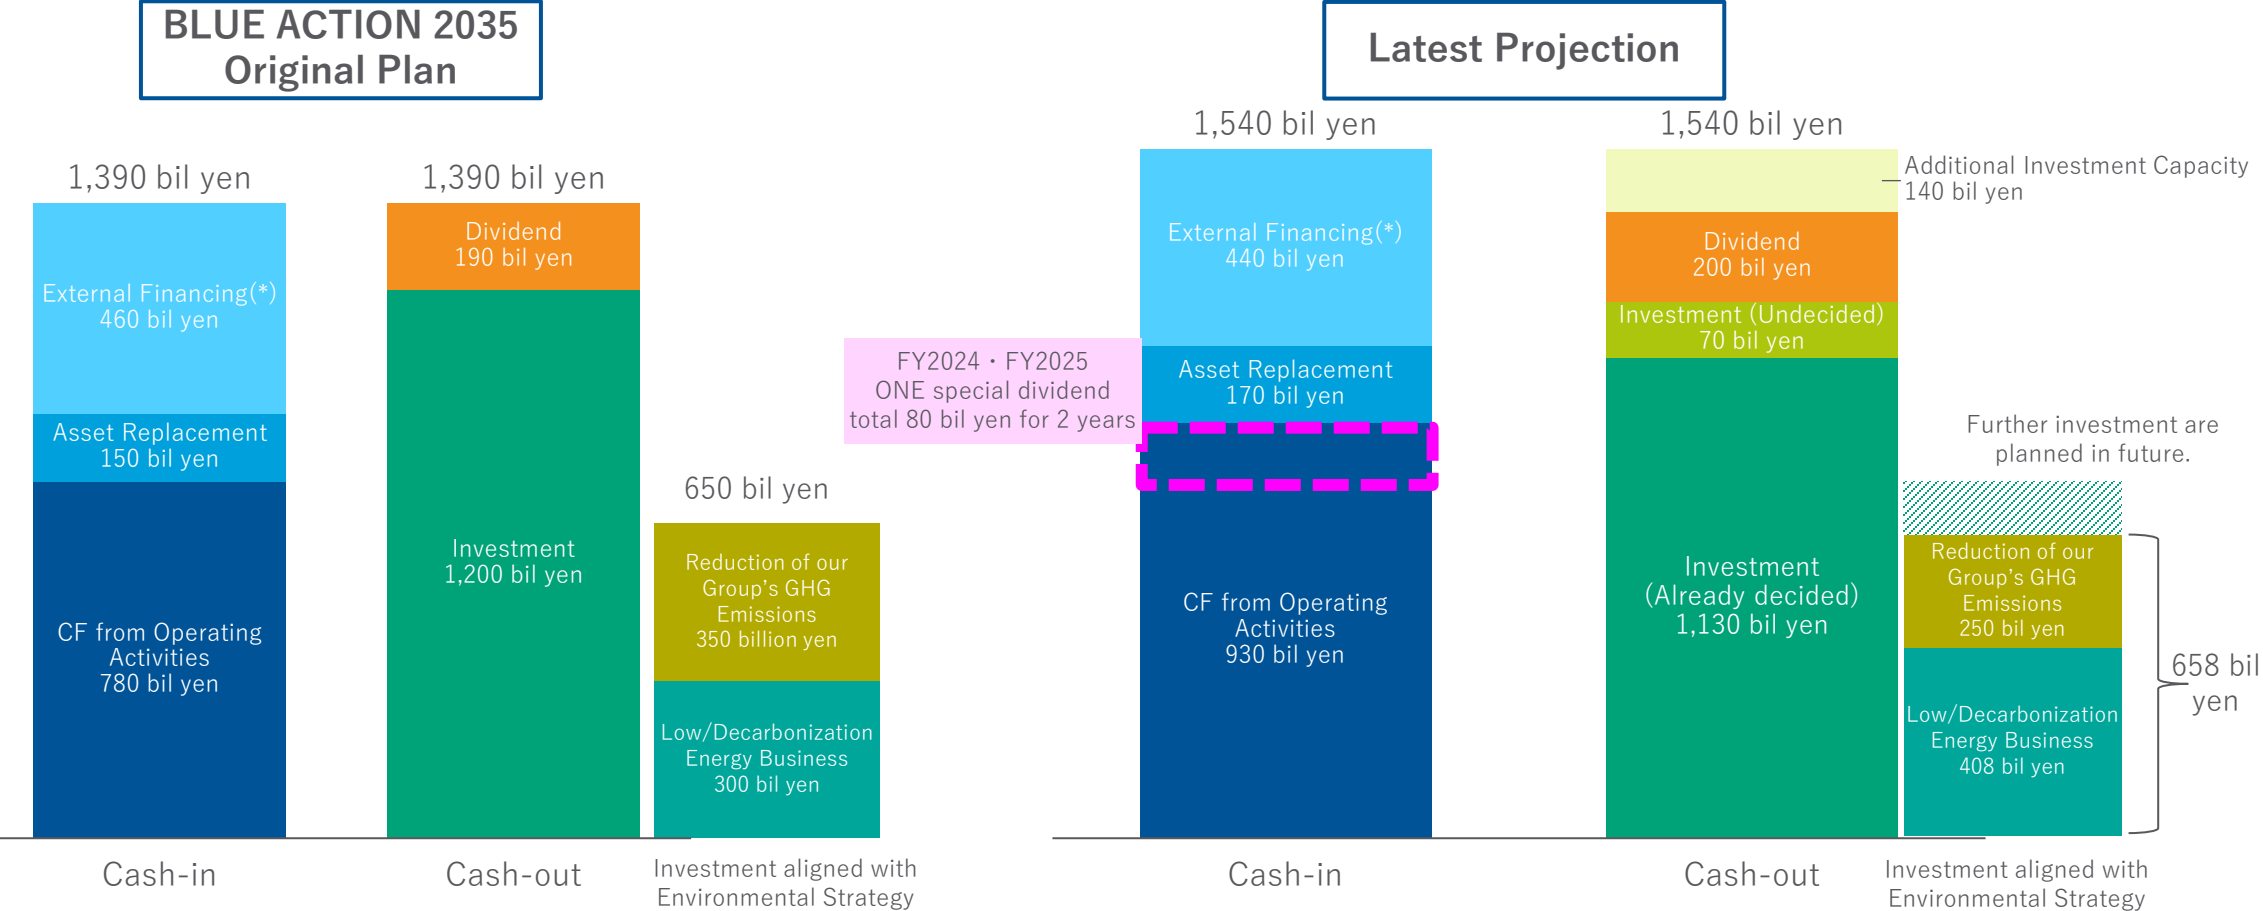 BLUE ACTION 2035
Original Plan
1,390 bil yen
1,390 bil yen
External Financing(*)
460 bil yen
Asset Replacement
150 bil yen
CF from Operating
Activities
780 bil yen
Dividend
190 bil yen
Investment
1,200 bil yen
650 bil yen
Reduction of our
Group’s GHG
Emissions
350 billion yen
Low/Decarbonization
Energy Business
300 bil yen
Cash-in
Cash-out
Investment aligned with
Environmental Strategy
Latest Projection
1,540 bil yen
1,540 bil yen
External Financing(*)
440 bil yen
FY2024・FY2025
ONE special dividend
total 80 bil yen for 2 years
Asset Replacement
170 bil yen
CF from Operating
Activities
930 bil yen
Additional Investment Capacity
140 bil yen
Dividend
200 bil yen
Investment (Undecided)
70 bil yen
Investment
(Already decided)
1,130 bil yen
Further investment are
planned in future.
Reduction of our
Group’s GHG
Emissions
250 bil yen
Low/Decarbonization
Energy Business
408 bil yen
658 bil
yen
Cash-in
Cash-out
Investment aligned with
Environmental Strategy